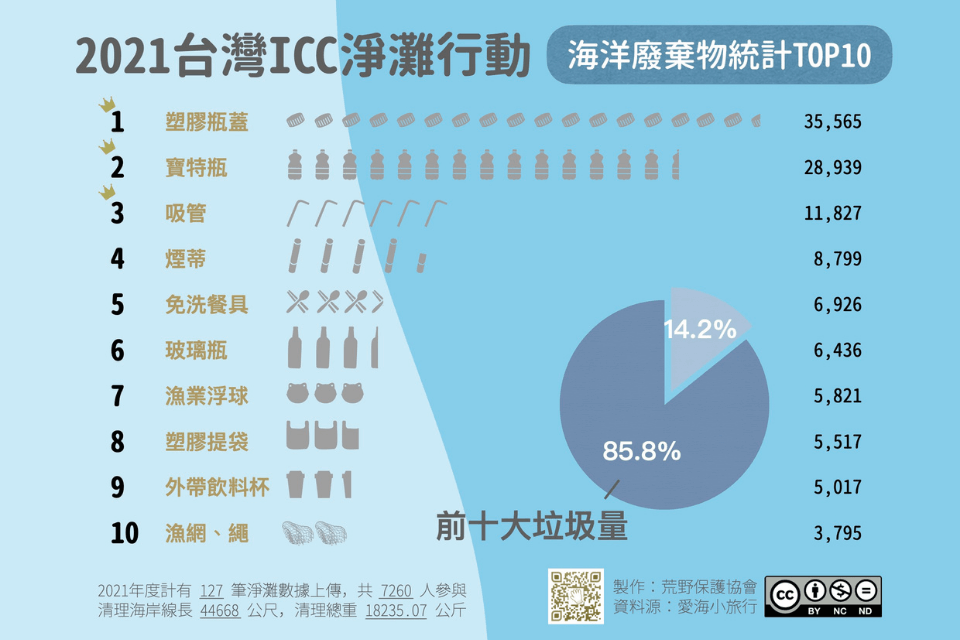 2021台灣ICC淨灘行動
海洋廢棄物統計TOP10
1 塑膠瓶蓋 35,565
2 寶特瓶 28,939
3 吸管 11,827
4 煙蒂 8,799
5 免洗餐具 6,926
6 玻璃瓶 6,436
7 漁業浮球 5,821
8 塑膠提袋 5,517
9 外帶飲料杯 5,017
10 漁網、繩 3,795
14.2%
85.8%
前十大垃圾量
2021年度計有 127 筆淨灘數據上傳，共 7260 人參與
清理海岸線長 44668 公尺，清理總重 18235.07 公斤
製作：荒野保護協會
資料源：愛海小旅行
cc
BY NC ND